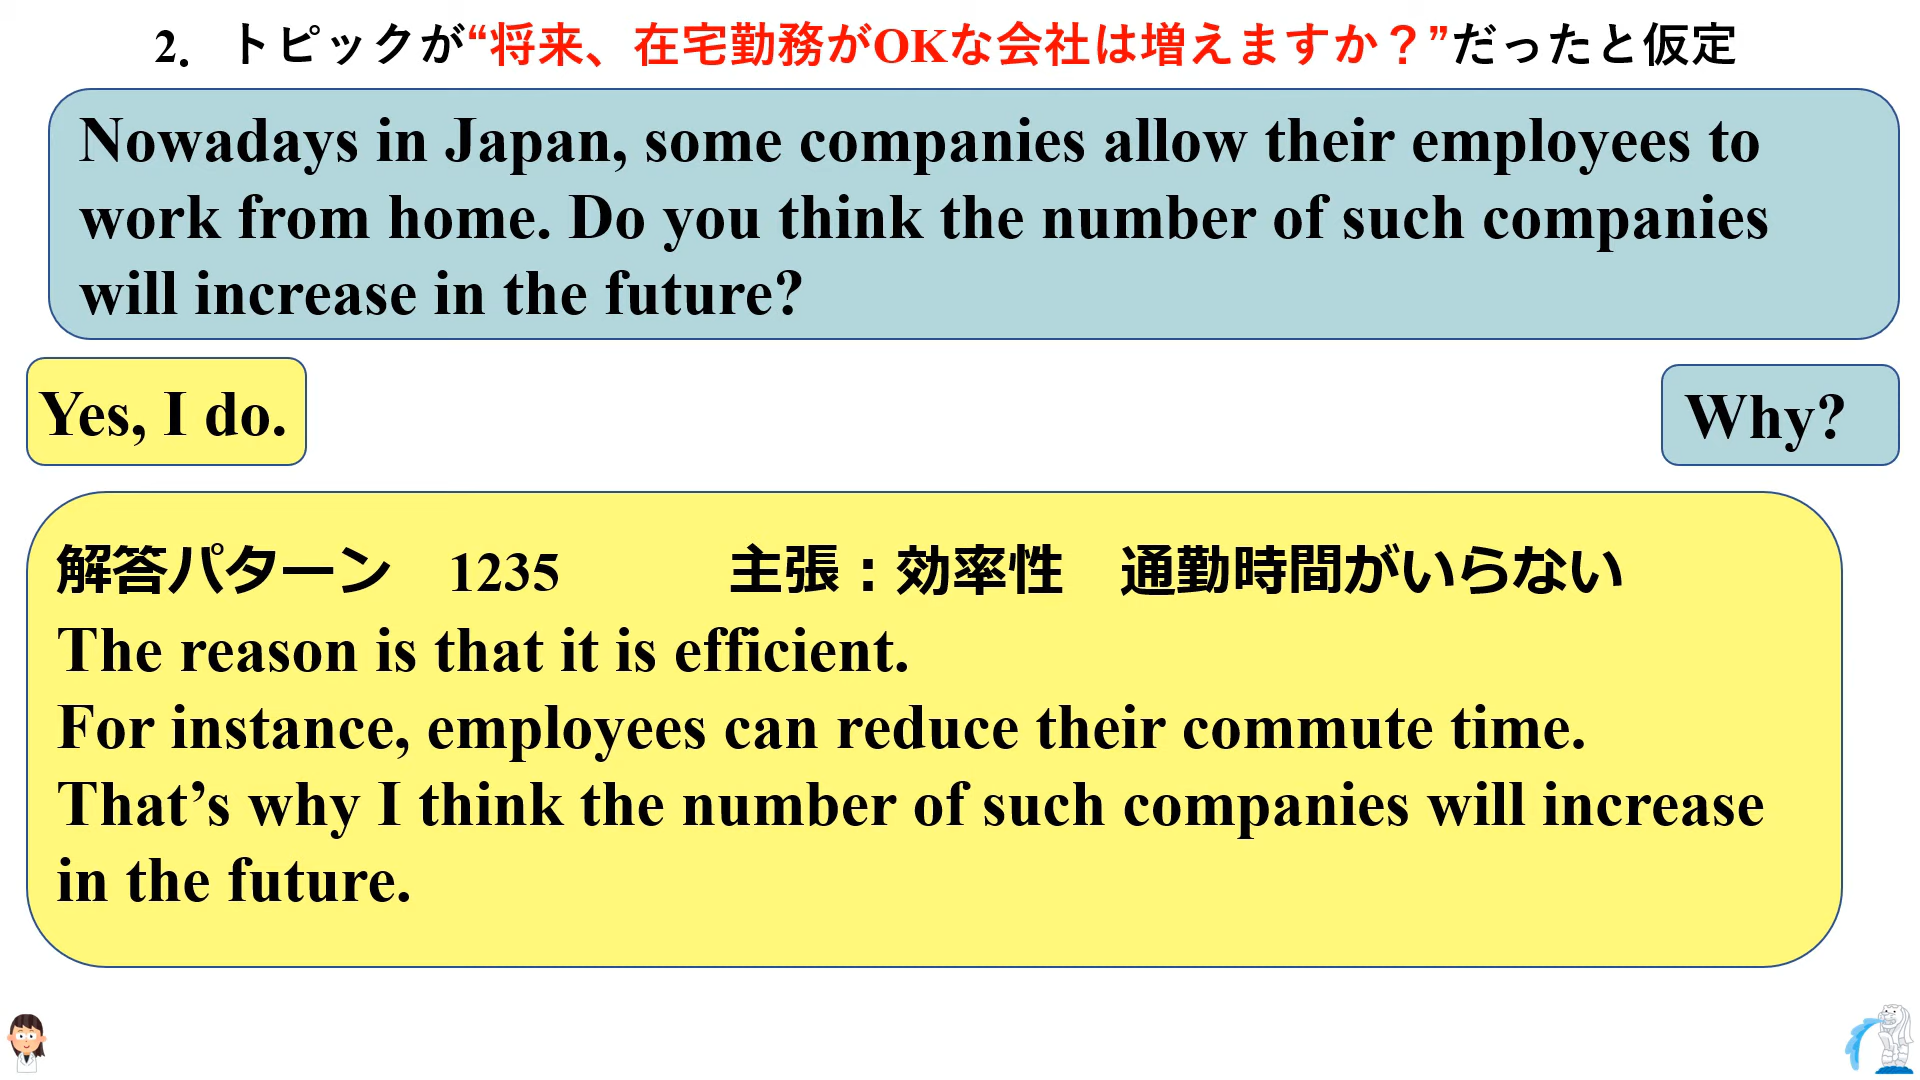 2．トピックが“将来、在宅勤務がOKな会社は増えますか？”だったと仮定
Nowadays in Japan, some companies allow their employees to
work from home. Do you think the number of such companies
will increase in the future?
Yes, I do.
Why?
解答パターン　1235　　　主張：効率性　通勤時間がいらない
The reason is that it is efficient.
For instance, employees can reduce their commute time.
That’s why I think the number of such companies will increase
in the future.